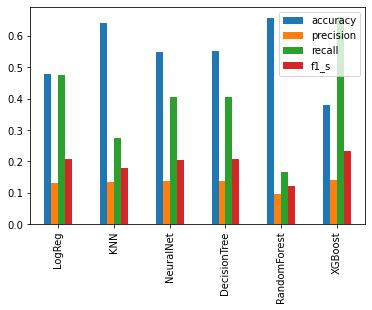 accuracy
precision
recall
f1_s
0.6
0.5
0.4
0.3
0.2
0.1
0.0
LogReg
KNN
NeuralNet
DecisionTree
RandomForest
XGBoost